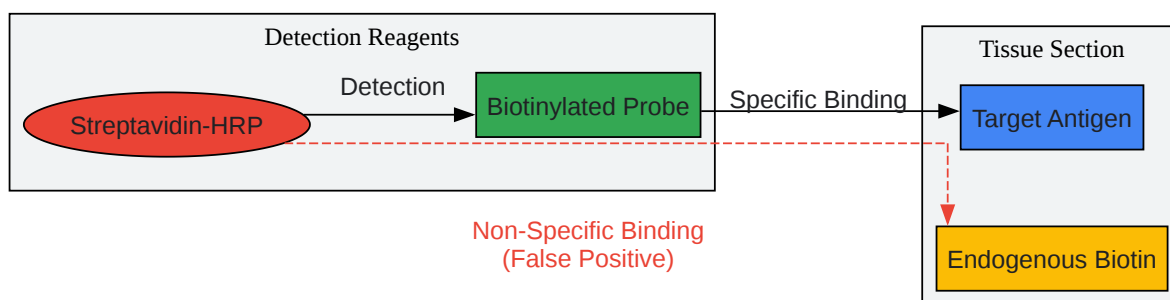 Detection Reagents
Tissue Section
Detection
Streptavidin-HRP
Biotinylated Probe
Specific Binding
Target Antigen
Non-Specific Binding
(False Positive)
Endogenous Biotin